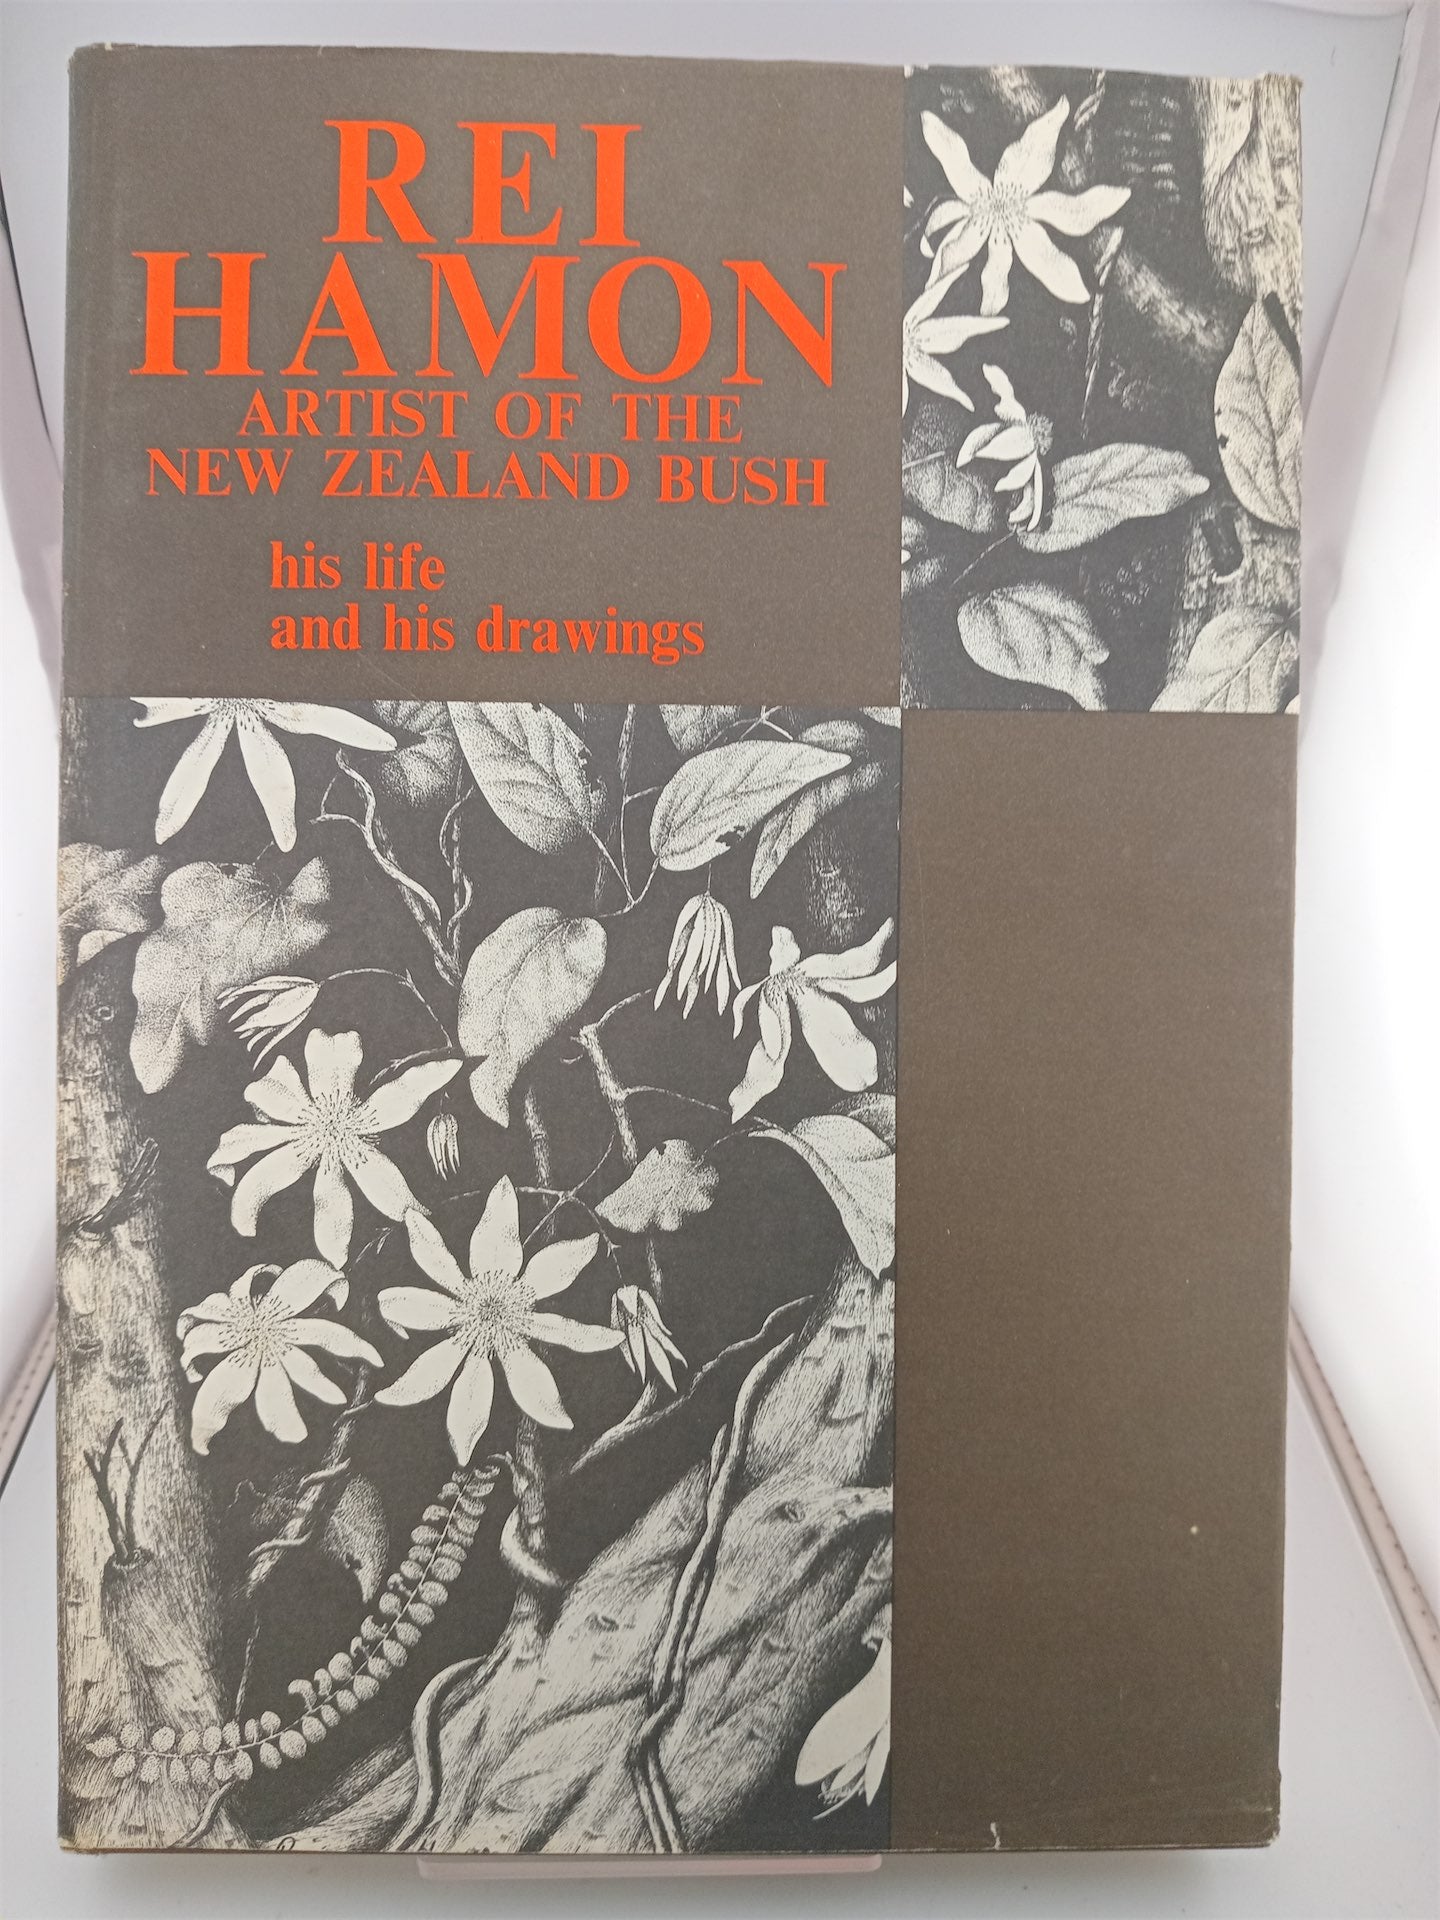 REI
HAMON
ARTIST OF THE
NEW ZEALAND BUSH
his life
and his drawings